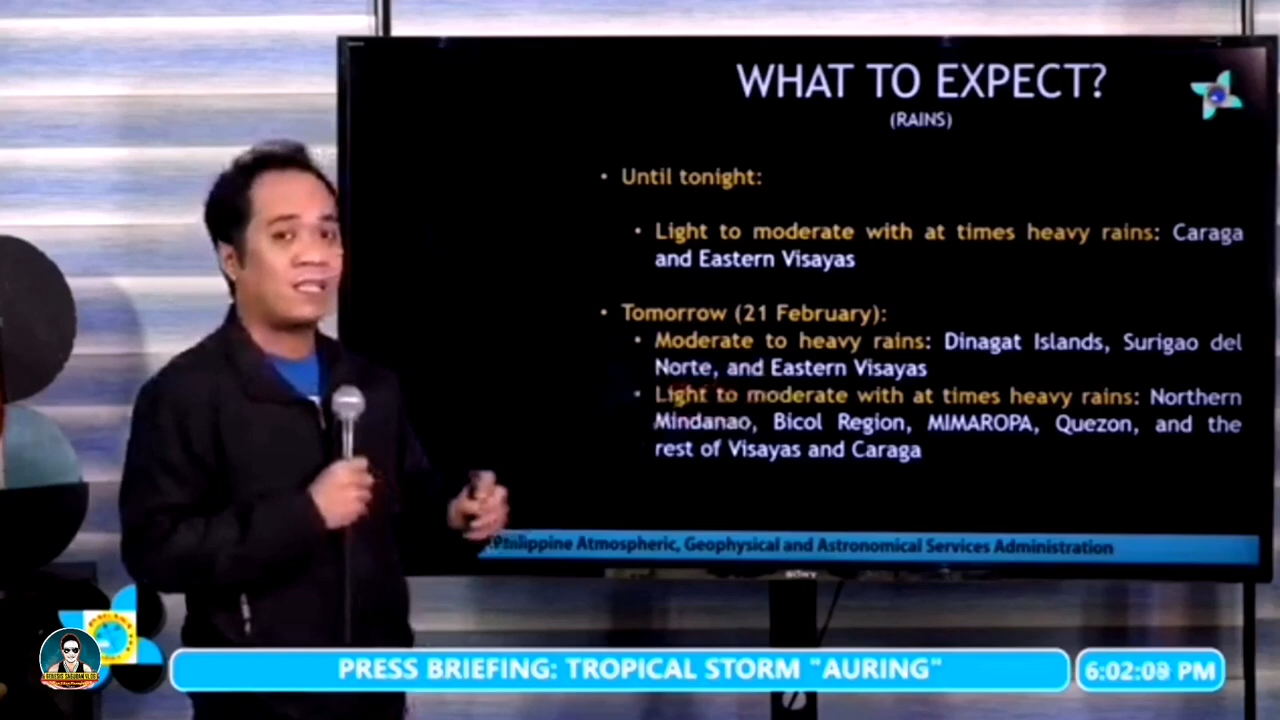 WHAT TO EXPECT?
(RAINS)
• Until tonight:
• Light to moderate with at times heavy rains: Caraga
and Eastern Visayas
• Tomorrow (21 February):
• Moderate to heavy rains: Dinagat Islands, Surigao del
Norte, and Eastern Visayas
• Light to moderate with at times heavy rains: Northern
Mindanao, Bicol Region, MIMAROPA, Quezon, and the
rest of Visayas and Caraga
Philippine Atmospheric, Geophysical and Astronomical Services Administration
SONY
PRESS BRIEFING: TROPICAL STORM "AURING"
6:02:08 PM